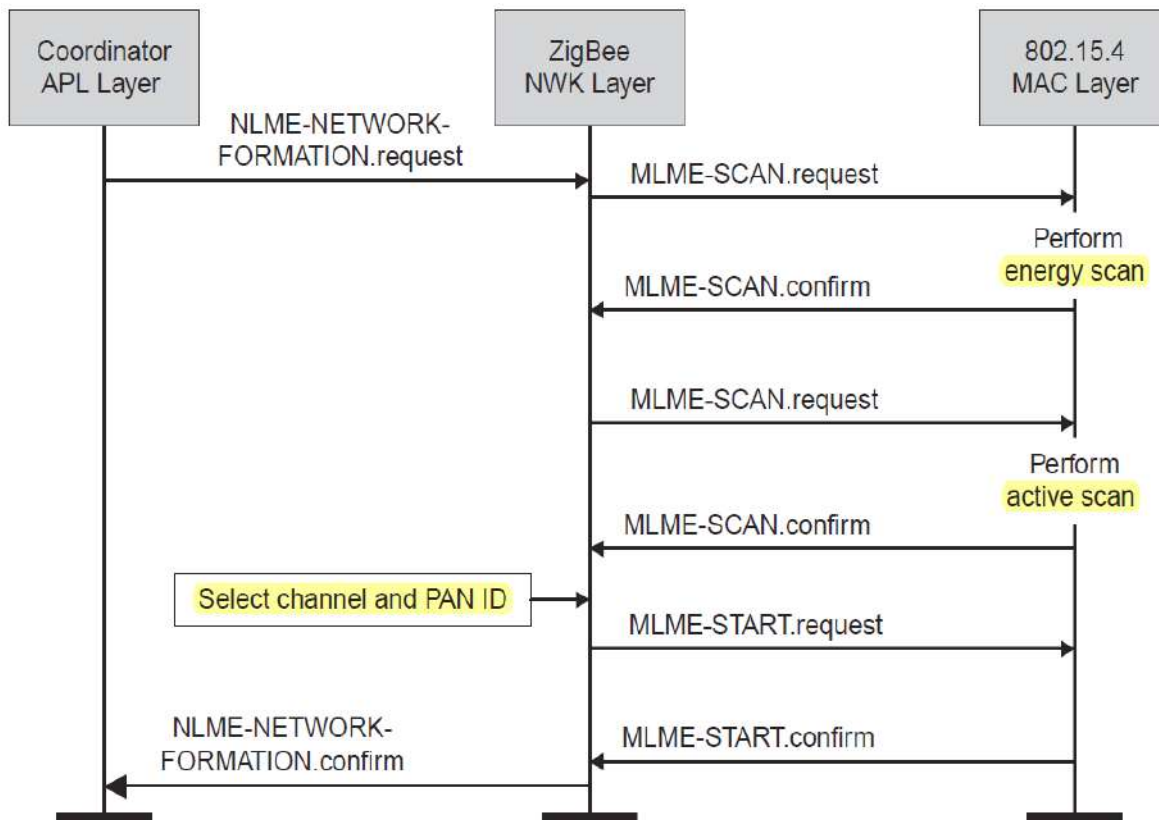 Coordinator
APL Layer
ZigBee
NWK Layer
802.15.4
MAC Layer
NLME-NETWORK-
FORMATION.request
MLME-SCAN.request
Perform
energy scan
MLME-SCAN.confirm
MLME-SCAN.request
Perform
active scan
MLME-SCAN.confirm
Select channel and PAN ID
MLME-START.request
NLME-NETWORK-
FORMATION.confirm
MLME-START.confirm